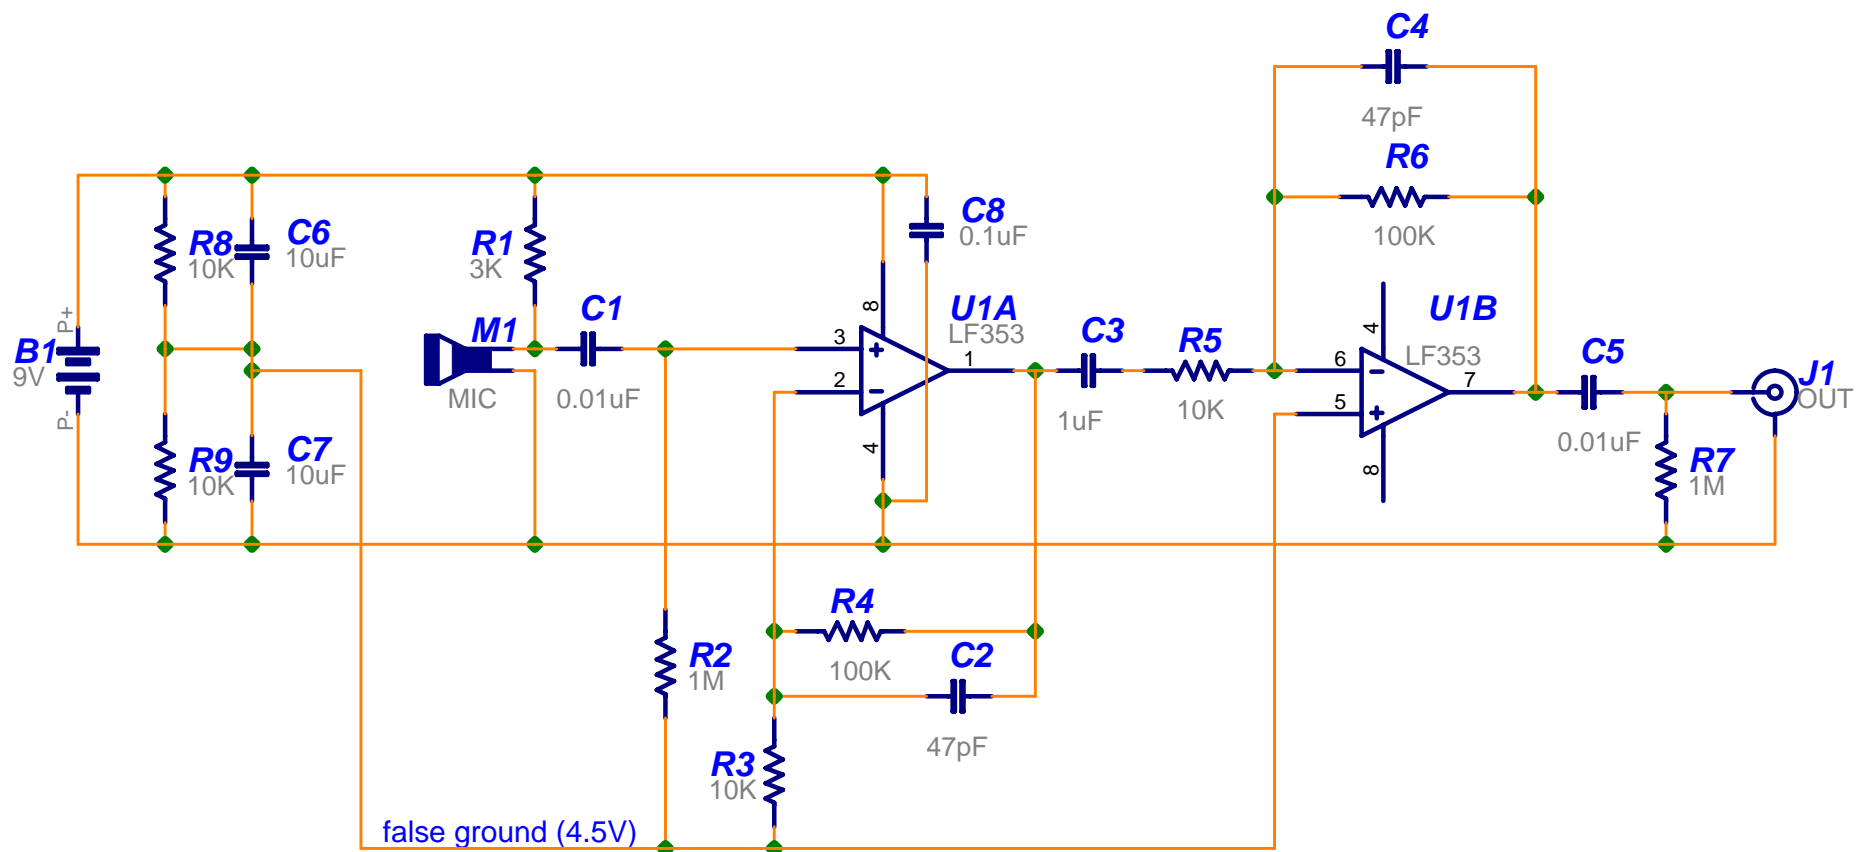 C4
47pF
R6
100K
R8
10K
C6
10uF
R1
3K
C8
0.1uF
P+
B1
9V
P-
M1
MIC
C1
0.01uF
8
3
2
1
4
U1A
LF353
C3
1uF
R5
10K
4
6
5
7
8
U1B
LF353
C5
0.01uF
J1
OUT
R9
10K
C7
10uF
R7
1M
R4
100K
C2
47pF
R2
1M
R3
10K
false ground (4.5V)